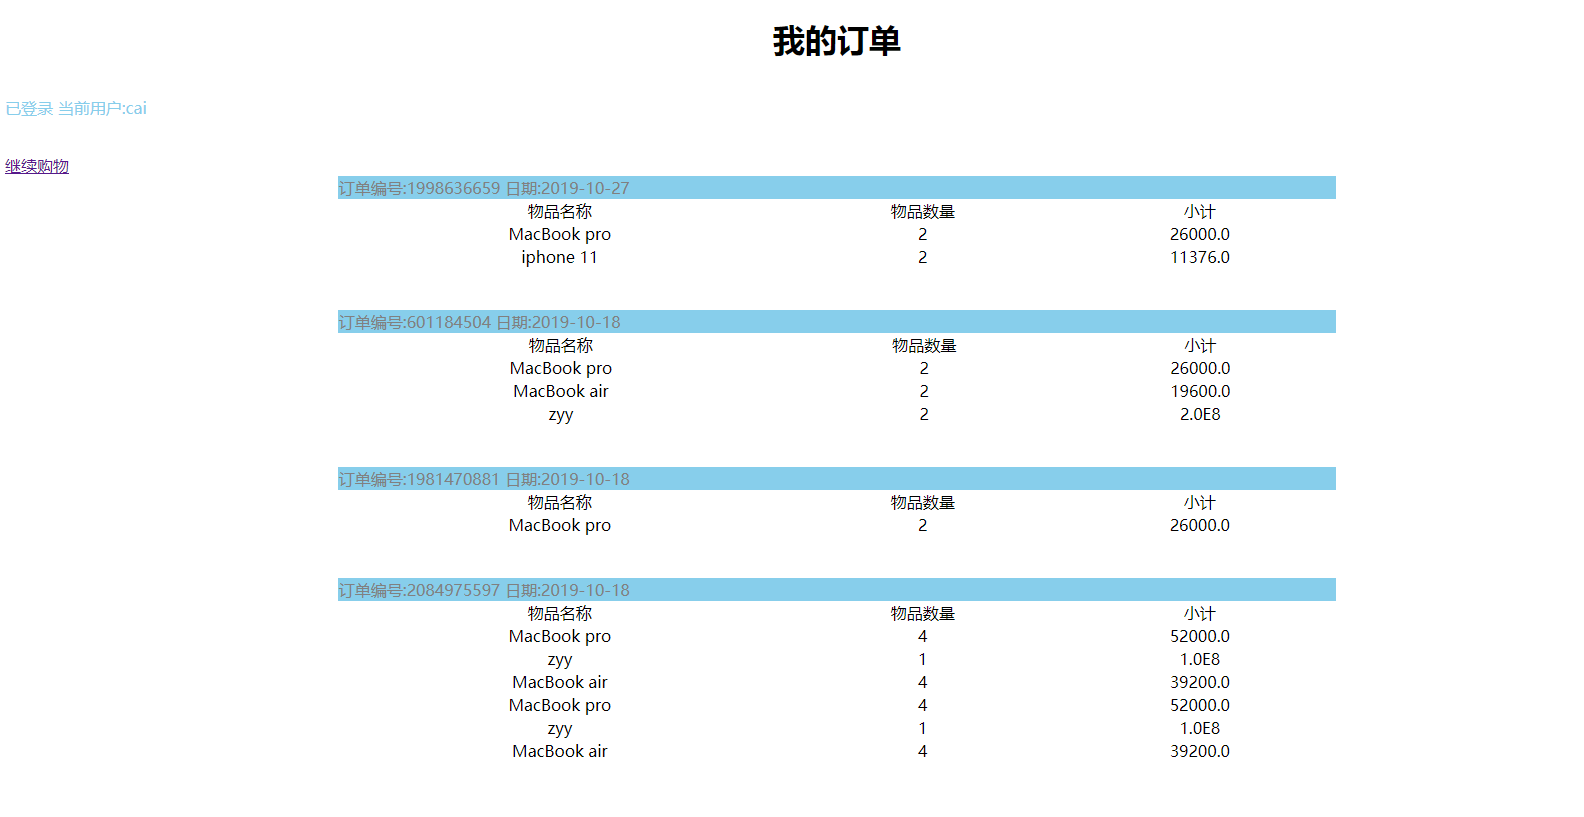 我的订单
已登录 当前用户:cai
继续购物
订单编号:1998636659 日期:2019-10-27
物品名称 物品数量 小计
MacBook pro 2 26000.0
iphone 11 2 11376.0
订单编号:601184504 日期:2019-10-18
物品名称 物品数量 小计
MacBook pro 2 26000.0
MacBook air 2 19600.0
zyy 2 2.0E8
订单编号:1981470881 日期:2019-10-18
物品名称 物品数量 小计
MacBook pro 2 26000.0
订单编号:2084975597 日期:2019-10-18
物品名称 物品数量 小计
MacBook pro 4 52000.0
zyy 1 1.0E8
MacBook air 4 39200.0
MacBook pro 4 52000.0
zyy 1 1.0E8
MacBook air 4 39200.0